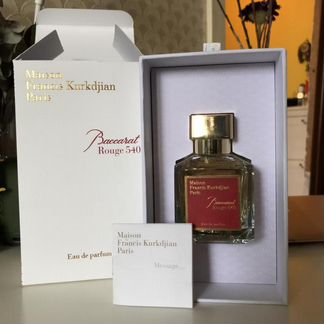 Maison
Francis Kurkdjian
Paris
Baccarat
Rouge 540
Eau de parfum
Maison
Francis Kurkdjian
Paris
Baccarat
Rouge 540
Eau de parfum
Maison
Francis Kurkdjian
Paris
Message...